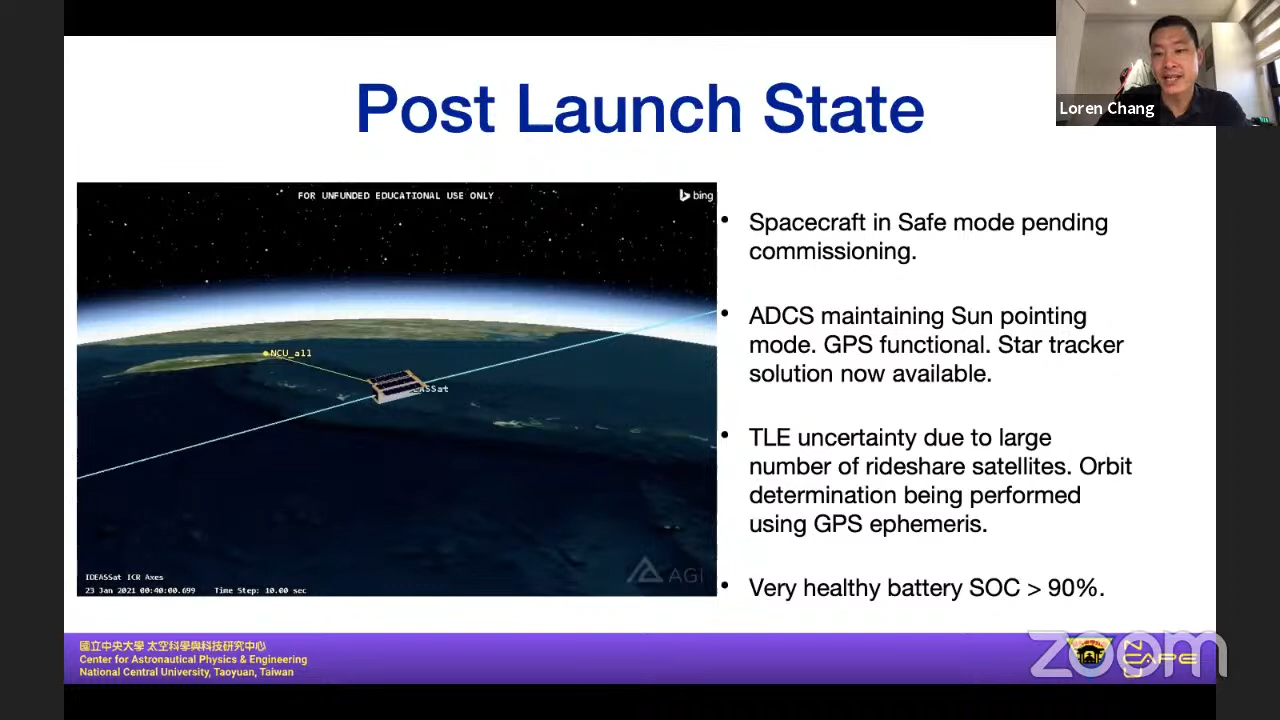 Post Launch State
Loren Chang
FOR UNFUNDED EDUCATIONAL USE ONLY
bing
NCU_all
EASSat
AGI
IDEASSat ICR Axes
23 Jan 2021 00:40:00.699 Time Step: 10.00 sec
• Spacecraft in Safe mode pending
commissioning.
• ADCS maintaining Sun pointing
mode. GPS functional. Star tracker
solution now available.
• TLE uncertainty due to large
number of rideshare satellites. Orbit
determination being performed
using GPS ephemeris.
• Very healthy battery SOC > 90%.
國立中央大學 太空科學與科技研究中心
Center for Astronautical Physics & Engineering
National Central University, Taoyuan, Taiwan
zoom